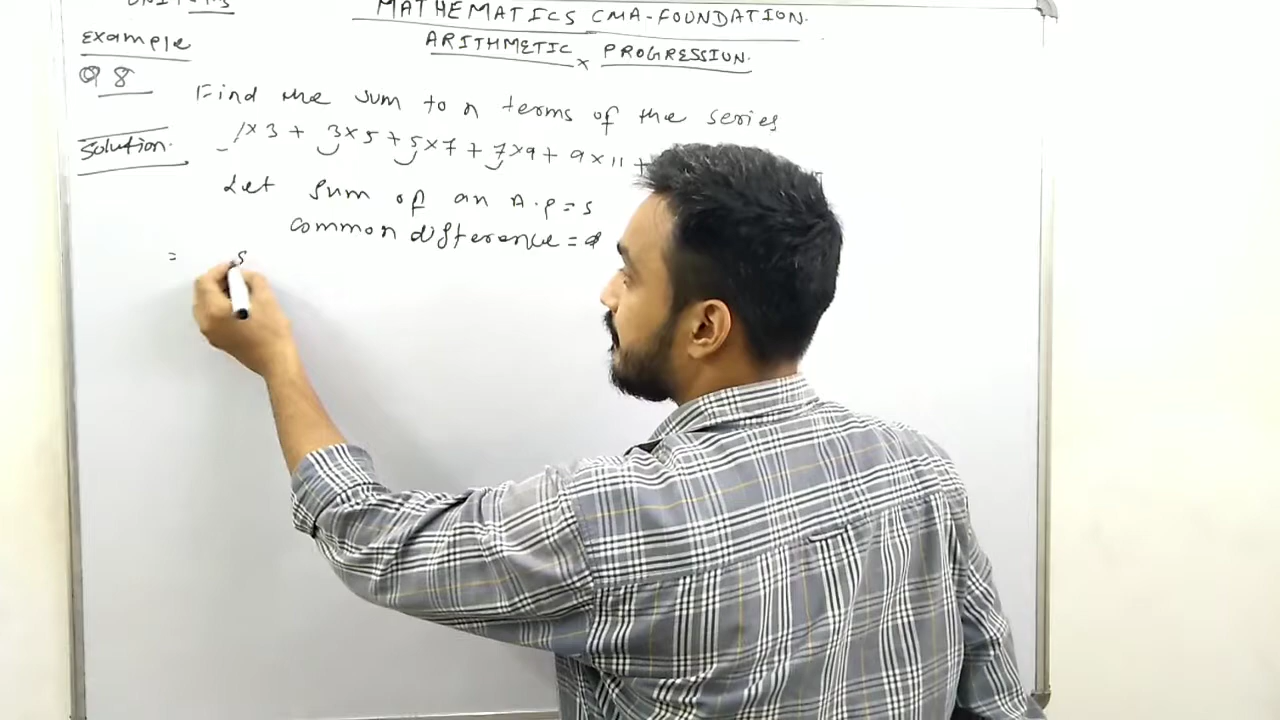 MATHEMATICS CMA-FOUNDATION.
ARITHMETIC PROGRESSION.
Example
Q 8
Find the sum to n terms of the series
Solution.
1×3 + 3×5 + 5×7 + 7×9 + 9×11 +
Let sum of an A.P = S
common difference = d
= S